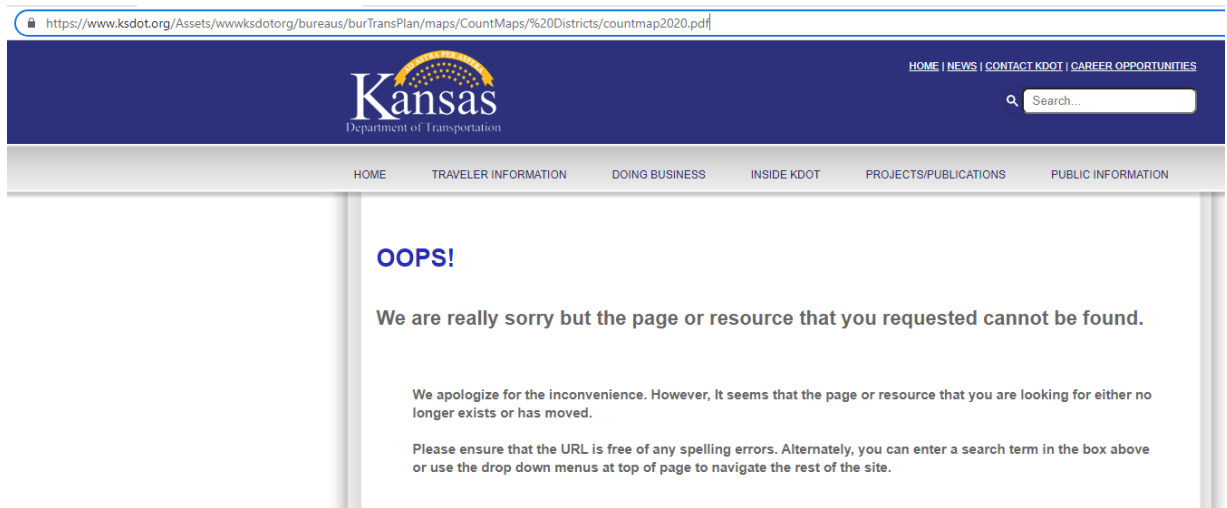 https://www.ksdot.org/Assets/wwwksdotorg/bureaus/burTransPlan/maps/CountMaps/%20Districts/countmap2020.pdf
AD ASTRA PER ASPERA
Kansas
Department of Transportation
HOME | NEWS | CONTACT KDOT | CAREER OPPORTUNITIES
Search...
HOME TRAVELER INFORMATION DOING BUSINESS INSIDE KDOT PROJECTS/PUBLICATIONS PUBLIC INFORMATION
OOPS!
We are really sorry but the page or resource that you requested cannot be found.
We apologize for the inconvenience. However, It seems that the page or resource that you are looking for either no
longer exists or has moved.
Please ensure that the URL is free of any spelling errors. Alternately, you can enter a search term in the box above
or use the drop down menus at top of page to navigate the rest of the site.